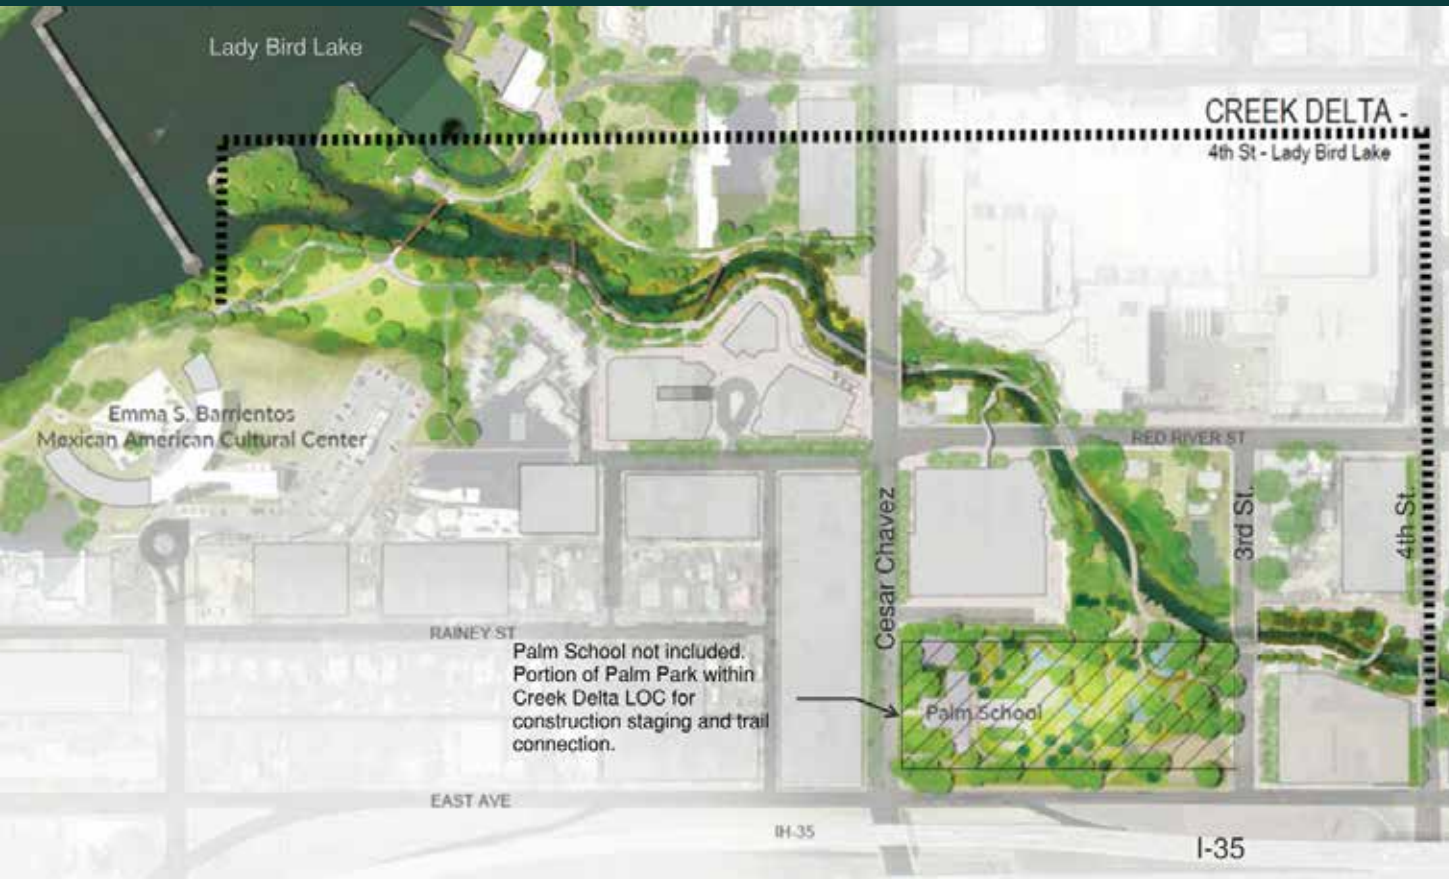 Lady Bird Lake
CREEK DELTA -
4th St - Lady Bird Lake
Emma S. Barrientos
Mexican American Cultural Center
RED RIVER ST
Cesar Chavez
3rd St.
4th St.
RAINEY ST
Palm School not included.
Portion of Palm Park within
Creek Delta LOC for
construction staging and trail
connection.
Palm School
EAST AVE
IH-35
I-35